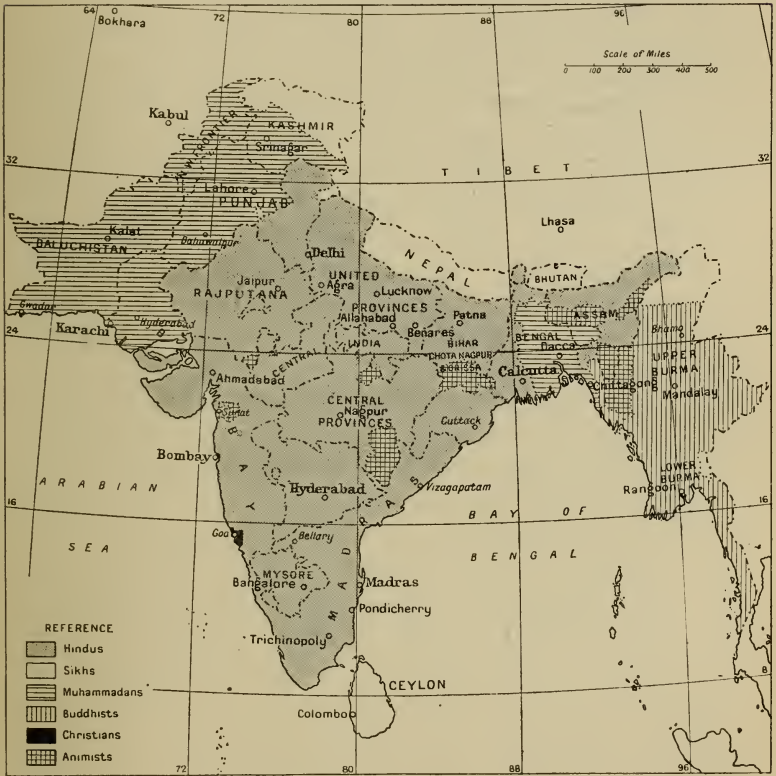 64
72
80
88
96
Bokhara
Scale of Miles
0 100 200 300 400 500
Kabul
N.W. FRONTIER
KASHMIR
Srinagar
32
32
TIBET
Lahore
PUNJAB
Lhasa
Kalat
Bahawalpur
BALUCHISTAN
Delhi
NEPAL
BHUTAN
Jaipur
UNITED
RAJPUTANA
Agra
Lucknow
PROVINCES
Gwadar
Allahabad
Patna
ASSAM
Karachi
Hyderabad
Benares
BENGAL
Bhamo
24
24
INDIA
BIHAR
Dacca
UPPER
CHOTA NAGPUR
BURMA
CENTRAL
& ORISSA
Ahmadabad
Calcutta
Chittagong
Mandalay
CENTRAL
Surat
Nagpur
PROVINCES
Cuttack
BOMBAY
Bombay
LOWER
BURMA
ARABIAN
Hyderabad
Vizagapatam
Rangoon
16
16
BAY OF
SEA
Goa
Bellary
BENGAL
MADRAS
MYSORE
Bangalore
Madras
Pondicherry
REFERENCE
Trichinopoly
Hindus
Sikhs
8
Muhammadans
CEYLON
Buddhists
Colombo
Christians
Animists
72
80
88
96